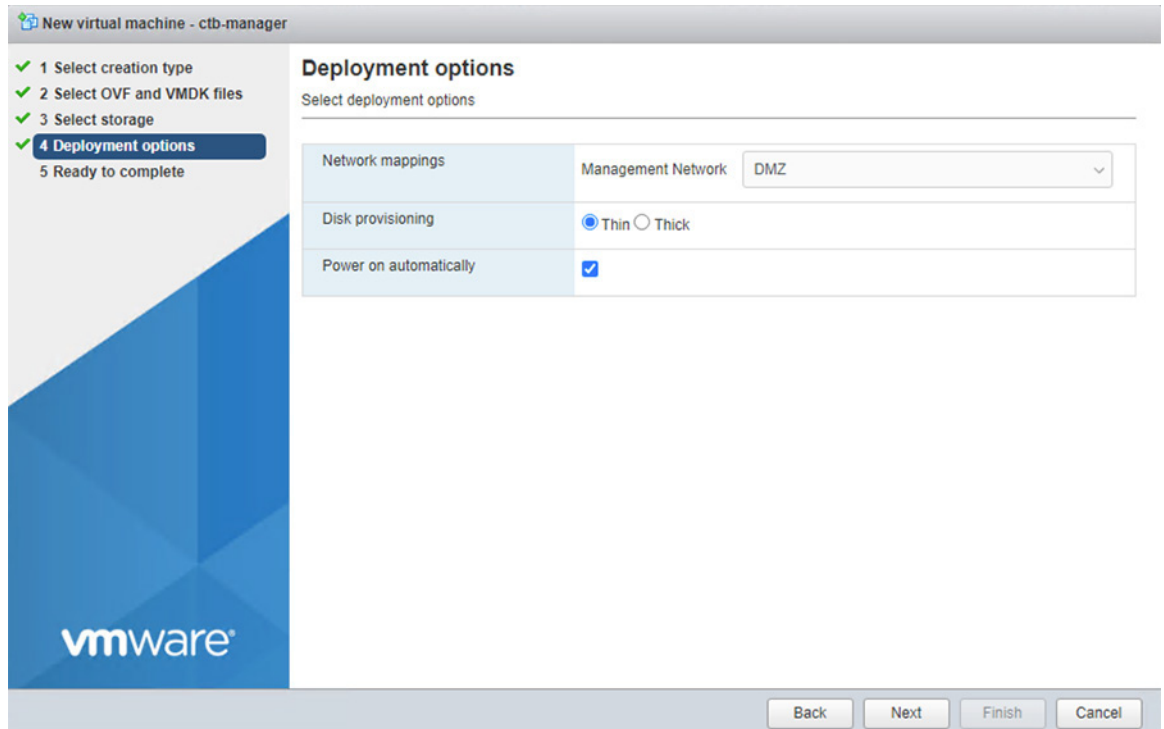 New virtual machine - ctb-manager
1 Select creation type
2 Select OVF and VMDK files
3 Select storage
4 Deployment options
5 Ready to complete
Deployment options
Select deployment options
Network mappings
Management Network DMZ
Disk provisioning
Thin Thick
Power on automatically
vmware®
Back Next Finish Cancel